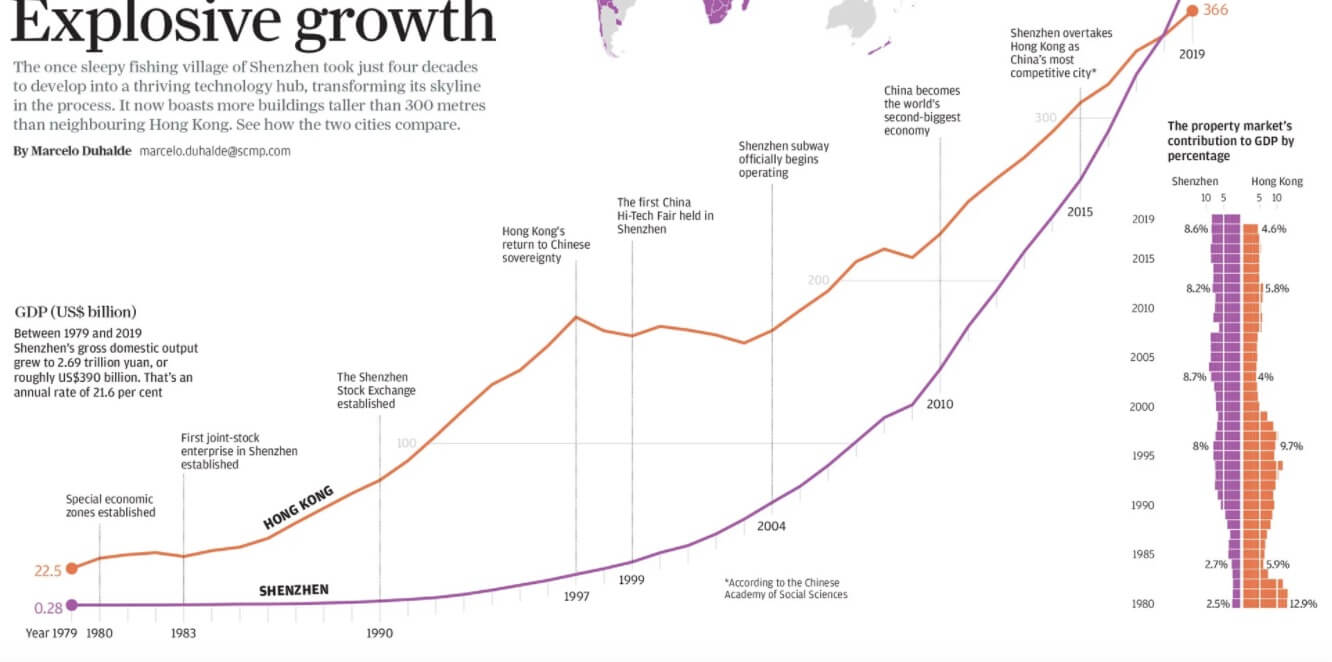 Explosive growth
The once sleepy fishing village of Shenzhen took just four decades
to develop into a thriving technology hub, transforming its skyline
in the process. It now boasts more buildings taller than 300 metres
than neighbouring Hong Kong. See how the two cities compare.
By Marcelo Duhalde marcelo.duhalde@scmp.com
GDP (US$ billion)
Between 1979 and 2019
Shenzhen's gross domestic output
grew to 2.69 trillion yuan, or
roughly US$390 billion. That's an
annual rate of 21.6 per cent
Special economic
zones established
First joint-stock
enterprise in Shenzhen
established
The Shenzhen
Stock Exchange
established
Hong Kong's
return to Chinese
sovereignty
The first China
Hi-Tech Fair held in
Shenzhen
Shenzhen subway
officially begins
operating
China becomes
the world's
second-biggest
economy
Shenzhen overtakes
Hong Kong as
China's most
competitive city*
366
2019
300
200
100
2015
2010
2004
1999
1997
HONG KONG
SHENZHEN
22.5
0.28
Year 1979 1980 1983 1990
*According to the Chinese
Academy of Social Sciences
The property market's
contribution to GDP by
percentage
Shenzhen Hong Kong
10 5 5 10
2019
8.6% 4.6%
2015
8.2% 5.8%
2010
2005
8.7% 4%
2000
8% 9.7%
1995
1990
1985
2.7% 5.9%
1980 2.5% 12.9%